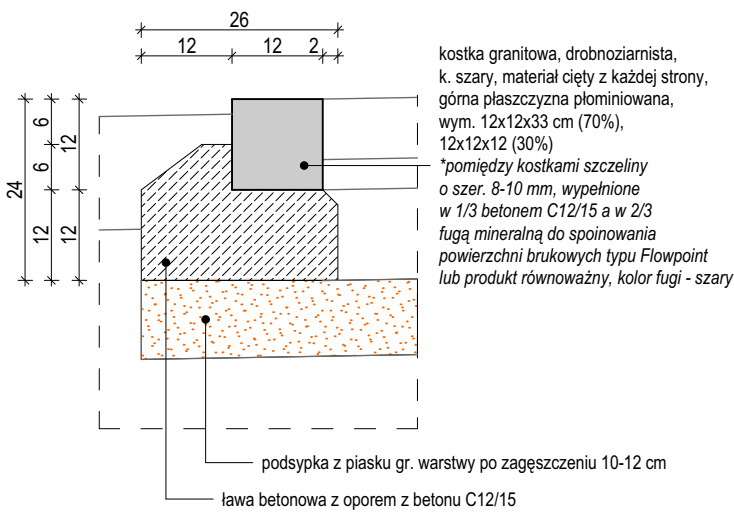 26
12 12 2
kostka granitowa, drobnoziarnista,
k. szary, materiał cięty z każdej strony,
górna płaszczyzna płominiowana,
wym. 12x12x33 cm (70%),
12x12x12 (30%)
*pomiędzy kostkami szczeliny
o szer. 8-10 mm, wypełnione
w 1/3 betonem C12/15 a w 2/3
fugą mineralną do spoinowania
powierzchni brukowych typu Flowpoint
lub produkt równoważny, kolor fugi - szary
24
6
6
12
12
12
podsypka z piasku gr. warstwy po zagęszczeniu 10-12 cm
ława betonowa z oporem z betonu C12/15